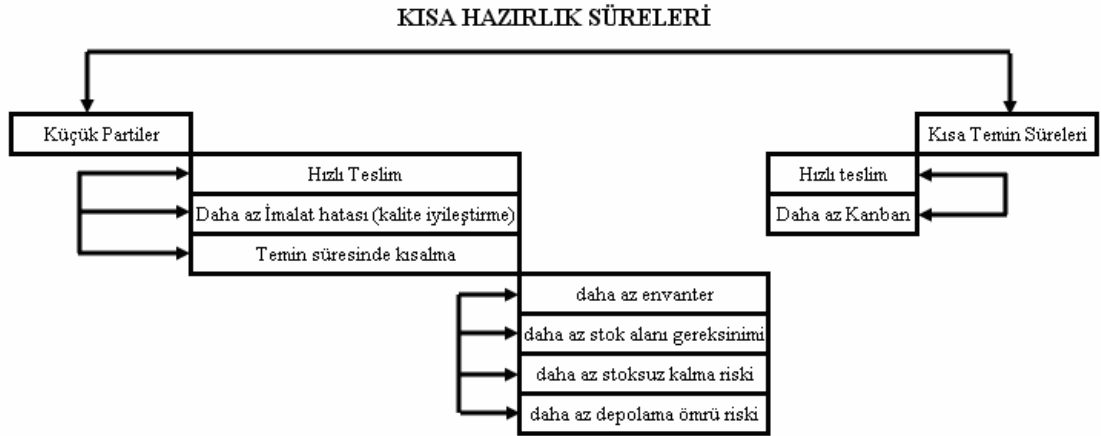 KISA HAZIRLIK SÜRELERİ
Küçük Partiler
Kısa Temin Süreleri
Hızlı Teslim
Hızlı teslim
Daha az İmalat hatası (kalite iyileştirme)
Daha az Kanban
Temin süresinde kısalma
daha az envanter
daha az stok alanı gereksinimi
daha az stoksuz kalma riski
daha az depolama ömrü riski